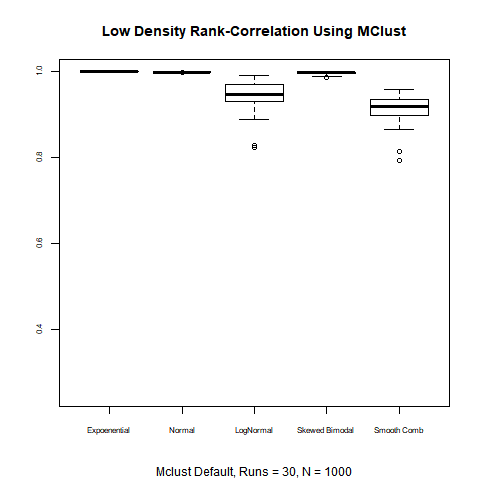 Low Density Rank-Correlation Using MClust
1.0
0.8
0.6
0.4
Expoenential Normal LogNormal Skewed Bimodal Smooth Comb
Mclust Default, Runs = 30, N = 1000